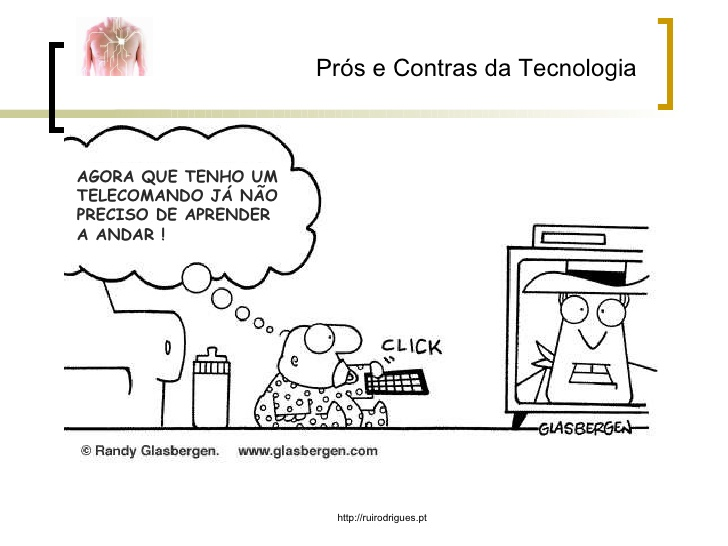 Prós e Contras da Tecnologia
AGORA QUE TENHO UM
TELECOMANDO JÁ NÃO
PRECISO DE APRENDER
A ANDAR !
CLICK
GLASBERGEN
© Randy Glasbergen. www.glasbergen.com
http://ruirodrigues.pt